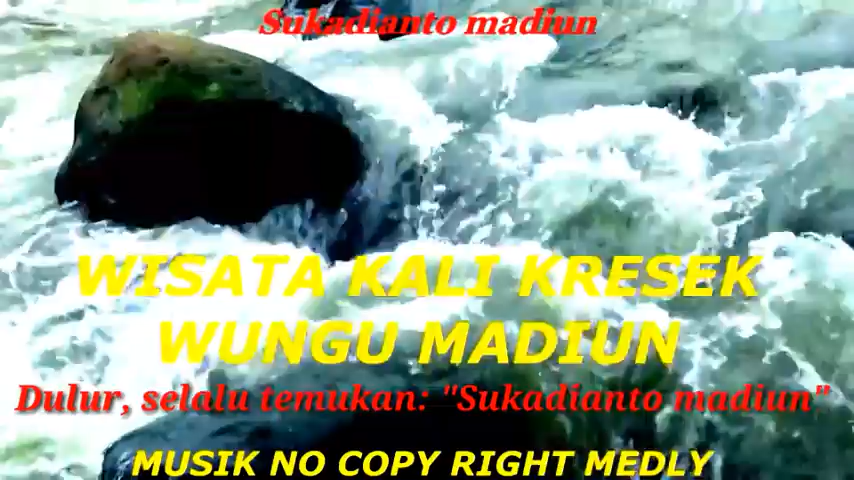 Sukadianto madiun
WISATA KALI KRESEK
WUNGU MADIUN
Dulur, selalu temukan: "Sukadianto madiun"
MUSIK NO COPY RIGHT MEDLY